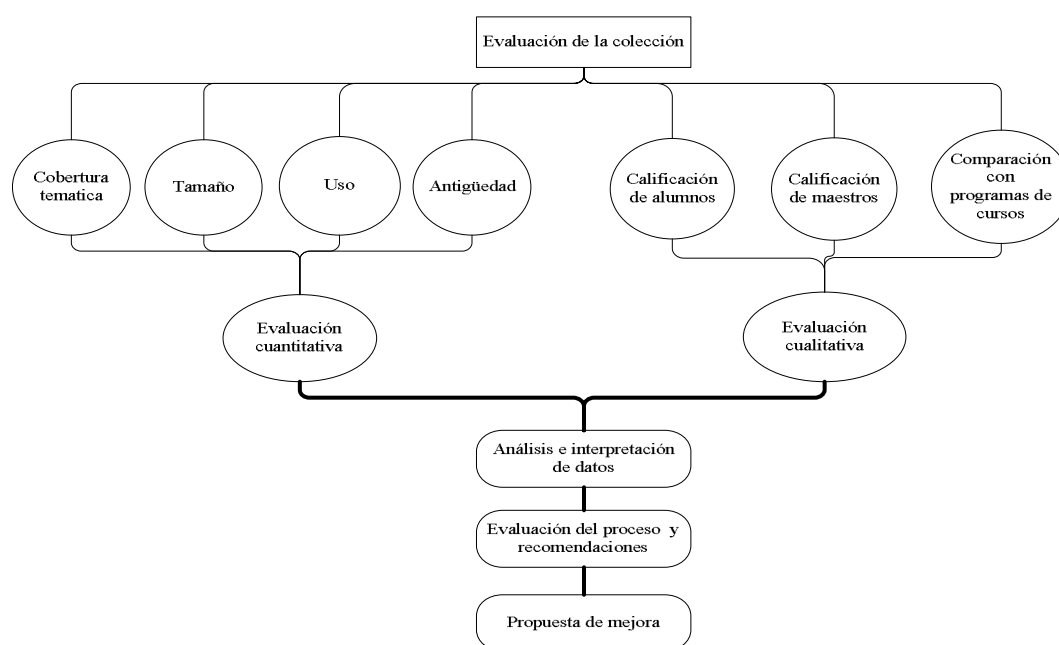 Evaluación de la colección
Cobertura
tematica
Tamaño
Uso
Antigüedad
Calificación
de alumnos
Calificación
de maestros
Comparación
con
programas de
cursos
Evaluación
cuantitativa
Evaluación
cualitativa
Análisis e interpretación
de datos
Evaluación del proceso y
recomendaciones
Propuesta de mejora